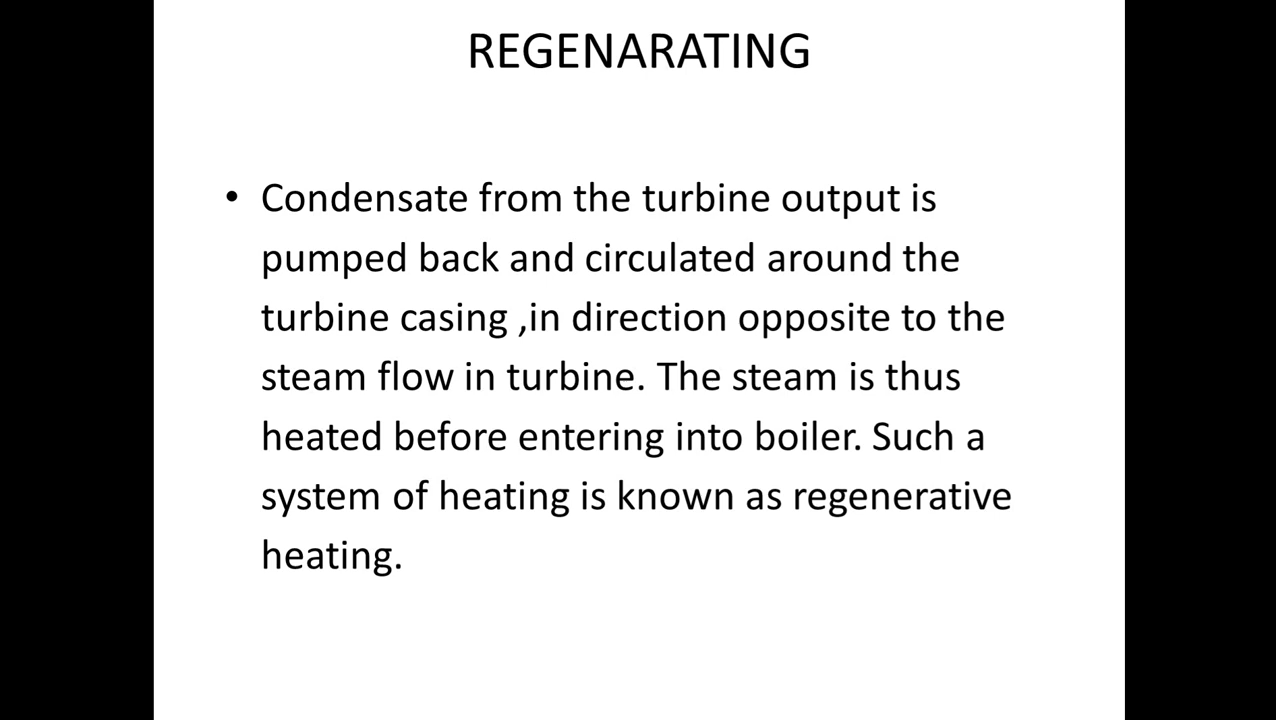 REGENARATING
• Condensate from the turbine output is
pumped back and circulated around the
turbine casing ,in direction opposite to the
steam flow in turbine. The steam is thus
heated before entering into boiler. Such a
system of heating is known as regenerative
heating.